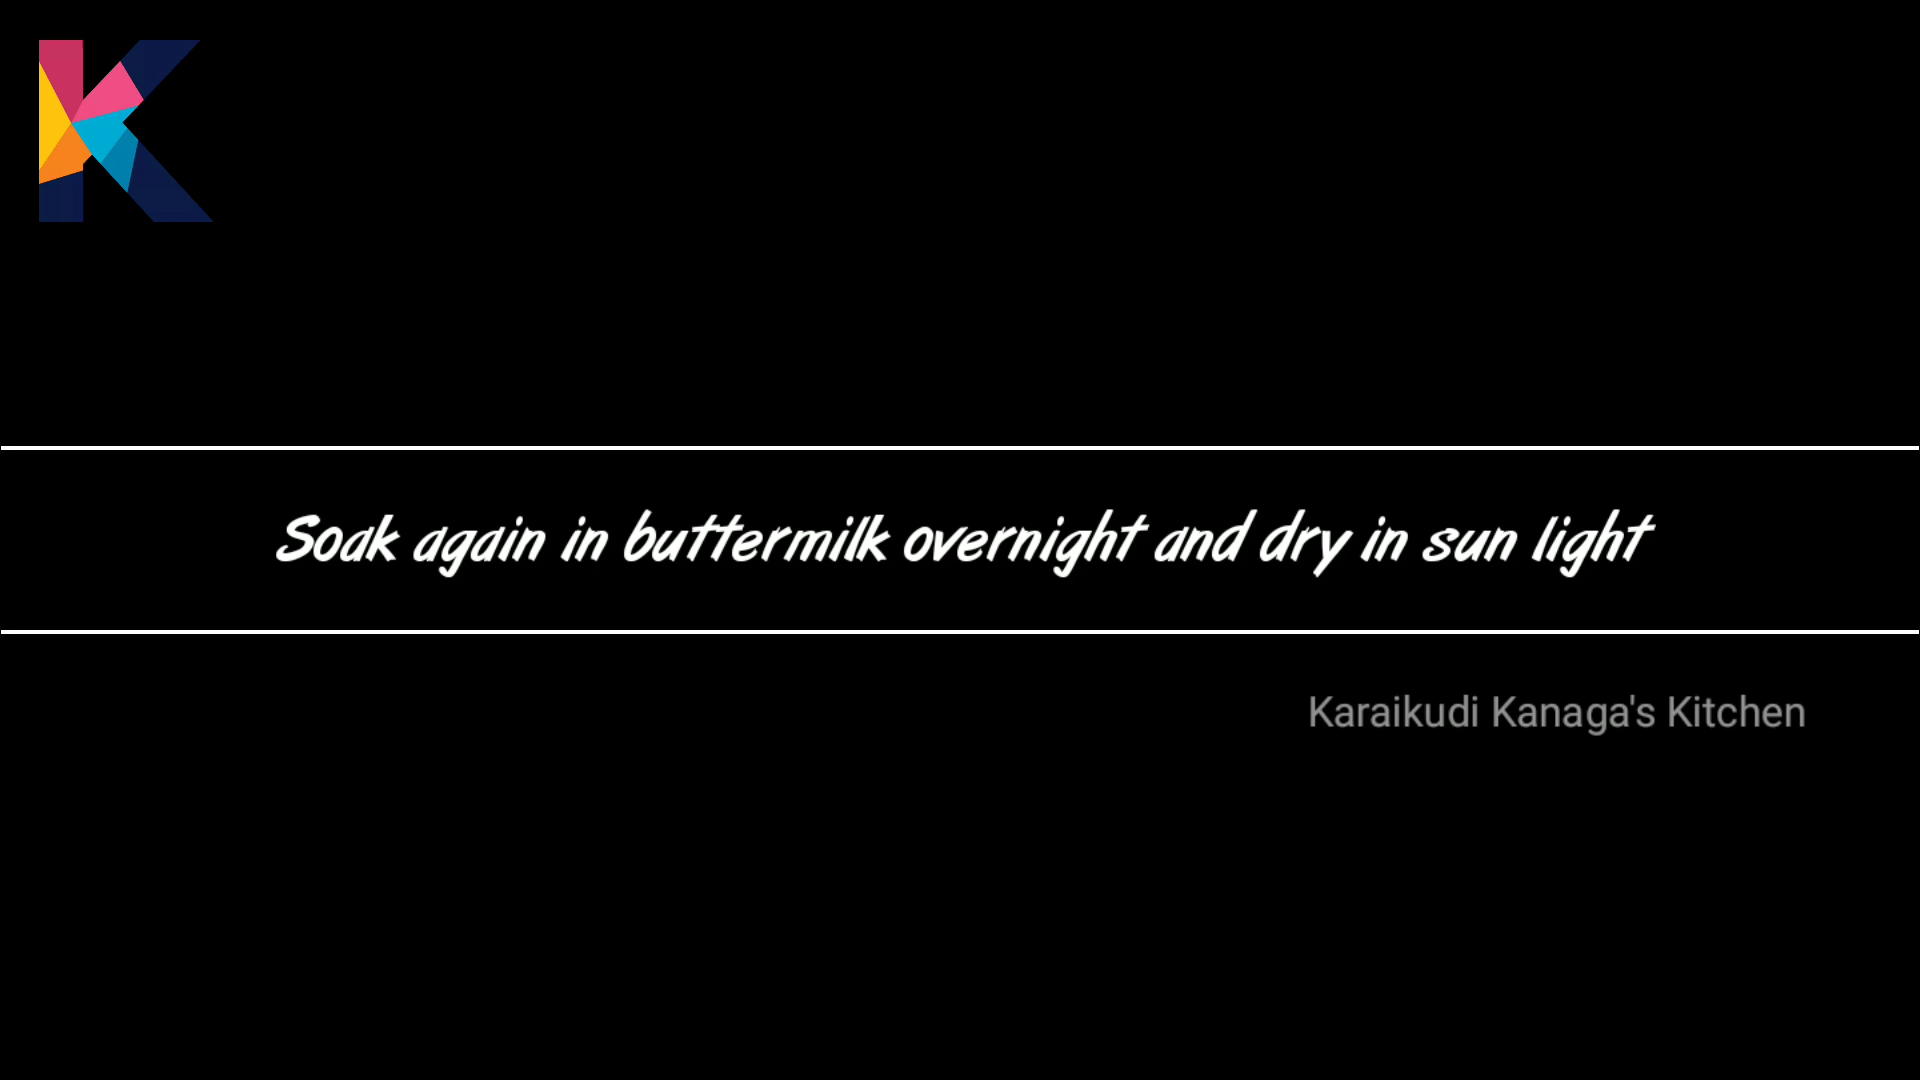 K
Soak again in buttermilk overnight and dry in sun light
Karaikudi Kanaga's Kitchen